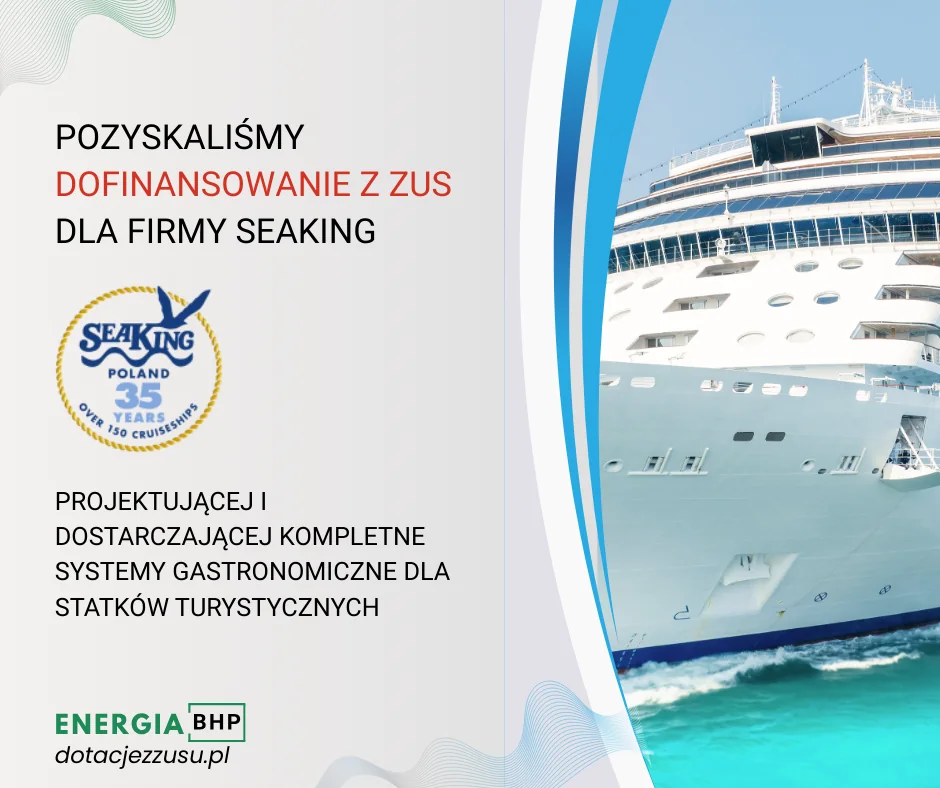 POZYSKALIŚMY
DOFINANSOWANIE Z ZUS
DLA FIRMY SEAKING
SEAKING
POLAND
35
YEARS
OVER 150 CRUISESHIPS
PROJEKTUJĄCEJ I
DOSTARCZAJĄCEJ KOMPLETNE
SYSTEMY GASTRONOMICZNE DLA
STATKÓW TURYSTYCZNYCH
ENERGIA BHP
dotacjezzusu.pl